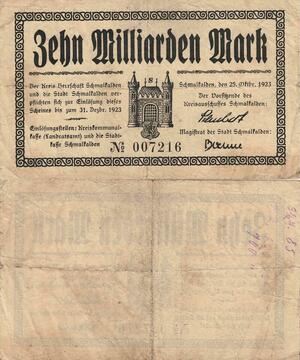 Zehn Milliarden Mark
Der Kreis Herrschaft Schmalkalden
und die Stadt Schmalkalden ver-
pflichten sich zur Einlösung dieses
Scheines bis zum 31. Dezbr. 1923
Einlösungsstellen: Kreiskommunal-
kasse (Landratsamt) und die Stadt-
kasse Schmalkalden
S
№ 007216
Schmalkalden, den 25. Oktbr. 1923
Der Vorsitzende des
Kreisausschusses Schmalkalden:
Magistrat der Stadt Schmalkalden: